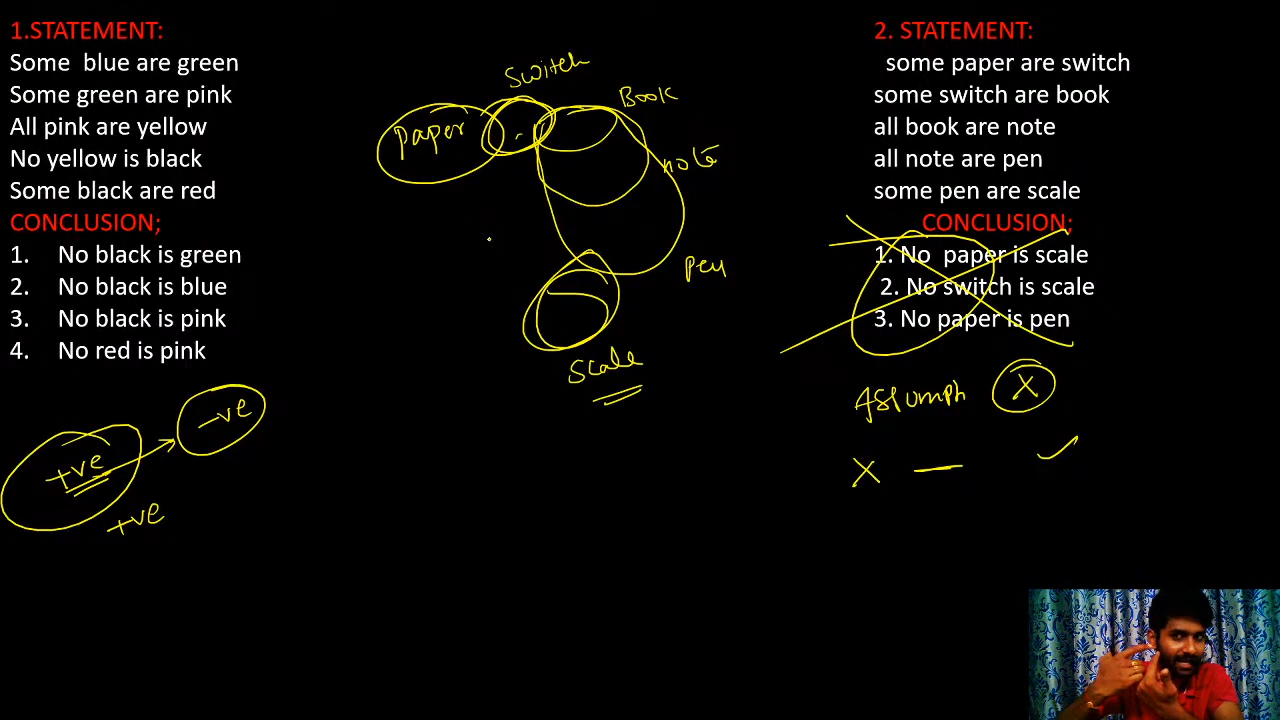 1.STATEMENT:
Some blue are green
Some green are pink
All pink are yellow
No yellow is black
Some black are red
CONCLUSION;
1. No black is green
2. No black is blue
3. No black is pink
4. No red is pink
+ve
-ve
+ve
Switch
Book
paper
note
pen
Scale
2. STATEMENT:
some paper are switch
some switch are book
all book are note
all note are pen
some pen are scale
CONCLUSION;
1. No paper is scale
2. No switch is scale
3. No paper is pen
Assumph X
X —